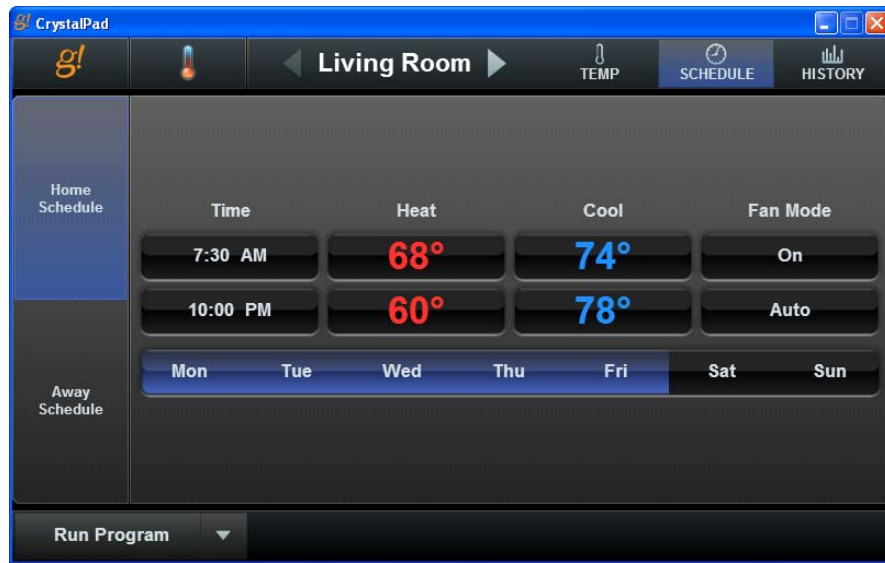 g! CrystalPad
g! Living Room TEMP SCHEDULE HISTORY
Home
Schedule
Time Heat Cool Fan Mode
7:30 AM 68° 74° On
10:00 PM 60° 78° Auto
Mon Tue Wed Thu Fri Sat Sun
Away
Schedule
Run Program